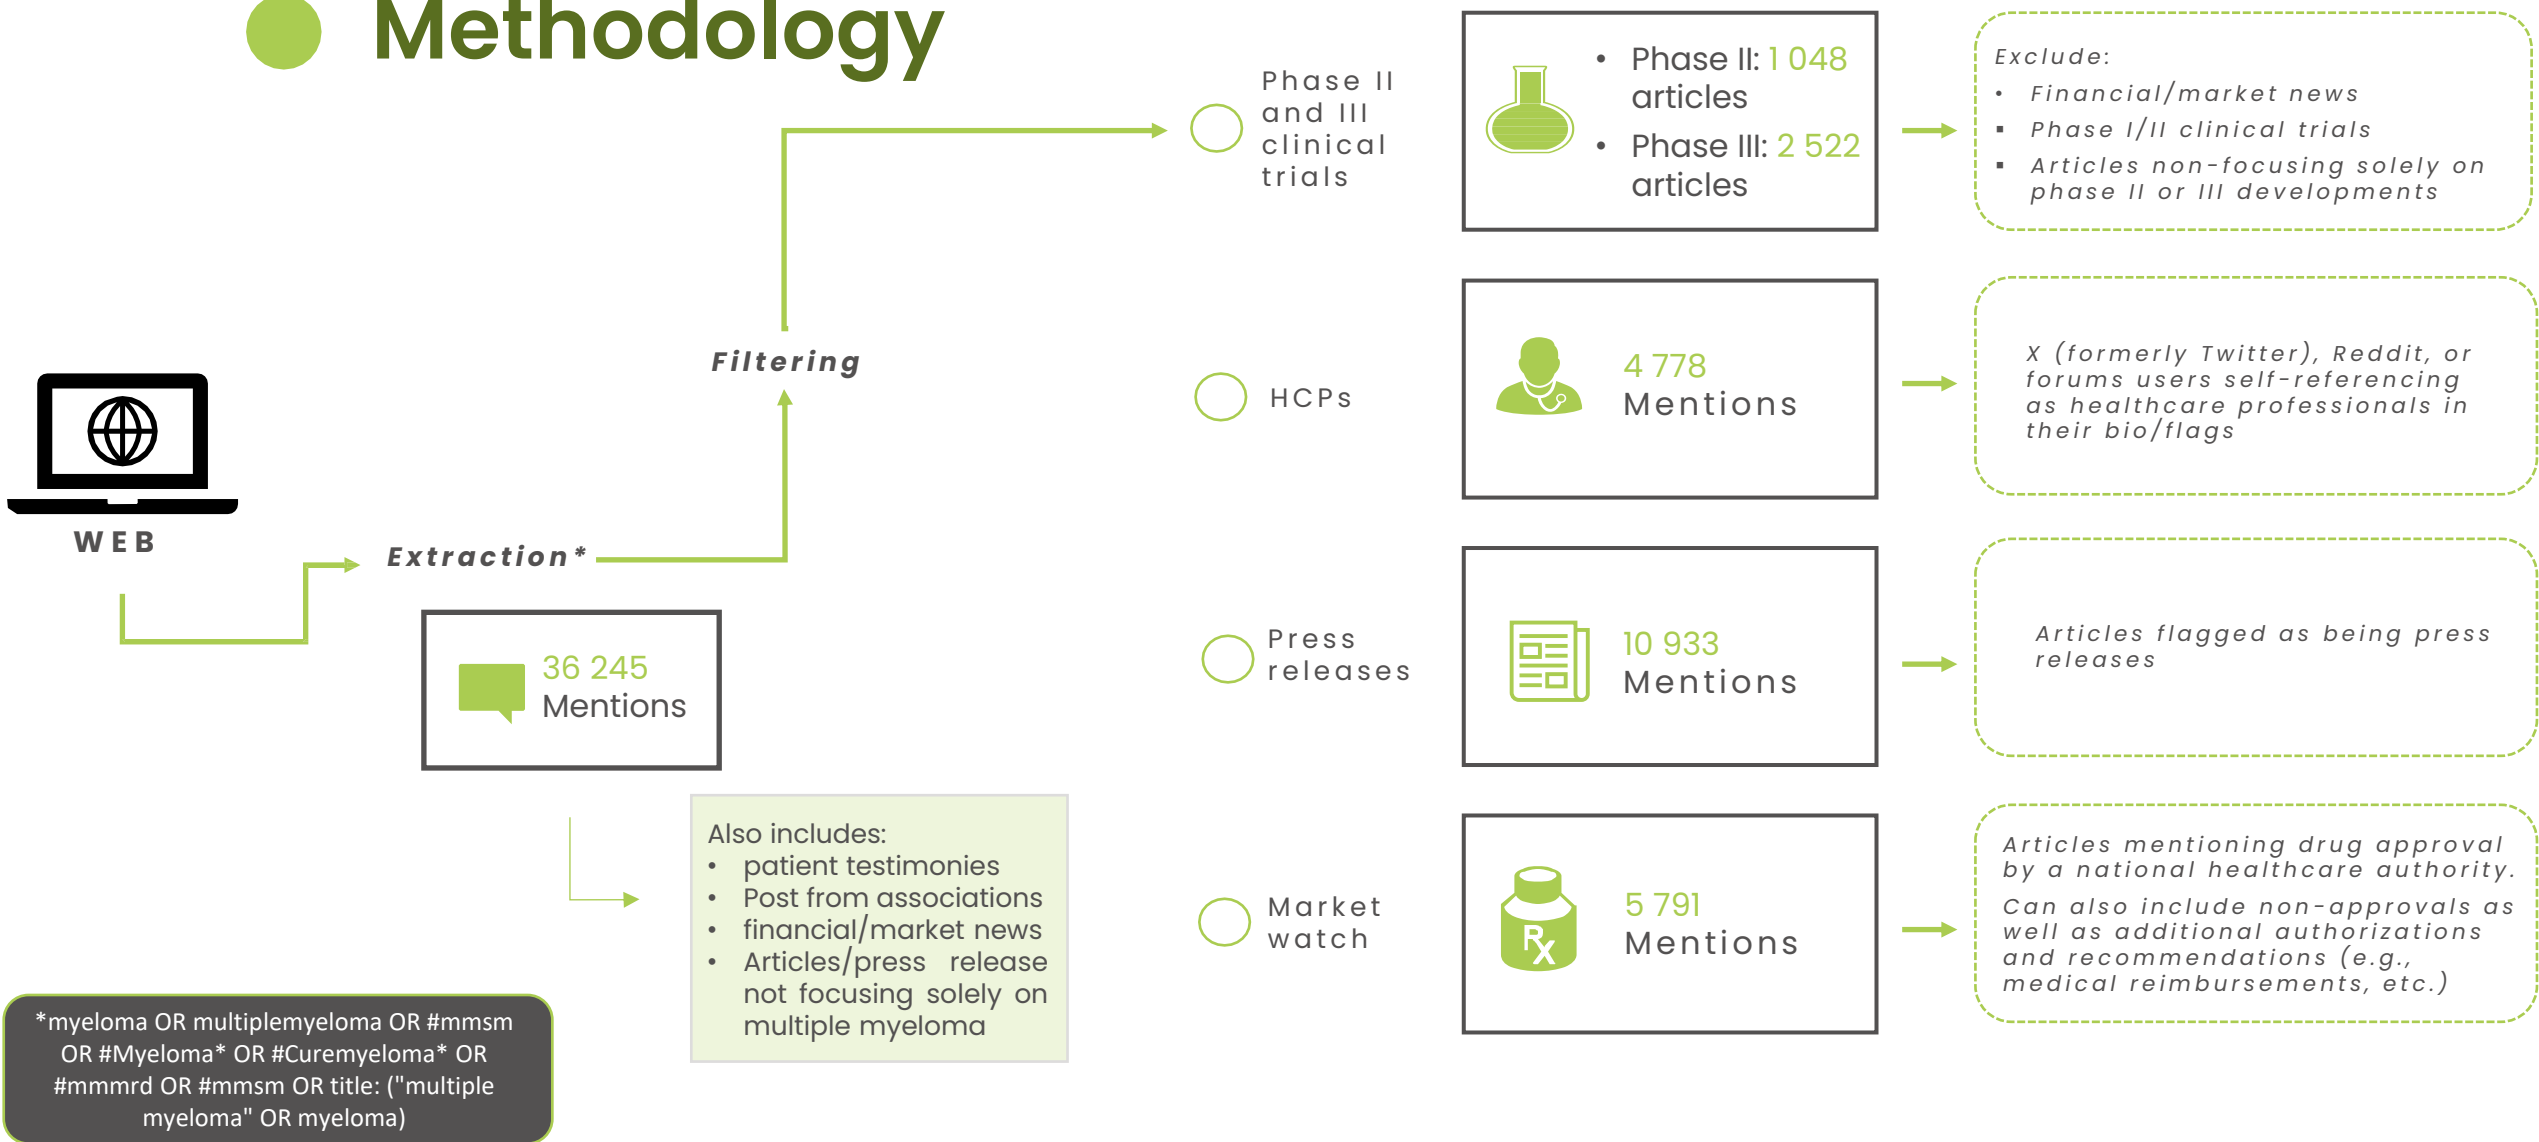 Methodology
WEB
Extraction*
36 245
Mentions
Also includes:
• patient testimonies
• Post from associations
• financial/market news
• Articles/press release
not focusing solely on
multiple myeloma
*myeloma OR multiplemyeloma OR #mmsm
OR #Myeloma* OR #Curemyeloma* OR
#mmmrd OR #mmsm OR title: ("multiple
myeloma" OR myeloma)
Filtering
Phase II
and III
clinical
trials
• Phase II: 1 048
articles
• Phase III: 2 522
articles
Exclude:
• Financial/market news
▪ Phase I/II clinical trials
▪ Articles non-focusing solely on
phase II or III developments
HCPs
4 778
Mentions
X (formerly Twitter), Reddit, or
forums users self-referencing
as healthcare professionals in
their bio/flags
Press
releases
10 933
Mentions
Articles flagged as being press
releases
Market
watch
Rx
5 791
Mentions
Articles mentioning drug approval
by a national healthcare authority.
Can also include non-approvals as
well as additional authorizations
and recommendations (e.g.,
medical reimbursements, etc.)